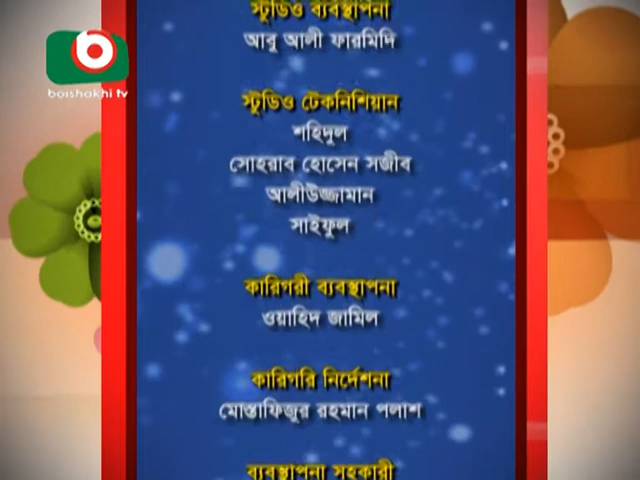 স্টুডিও ব্যবস্থাপনা
আবু আলী ফারমিদি
boishakhi tv
স্টুডিও টেকনিশিয়ান
শহিদুল
সোহরাব হোসেন সজীব
আলীউজ্জামান
সাইফুল
কারিগরী ব্যবস্থাপনা
ওয়াহিদ জামিল
কারিগরি নির্দেশনা
মোস্তাফিজুর রহমান পলাশ
ব্যবস্থাপনা সহকারী